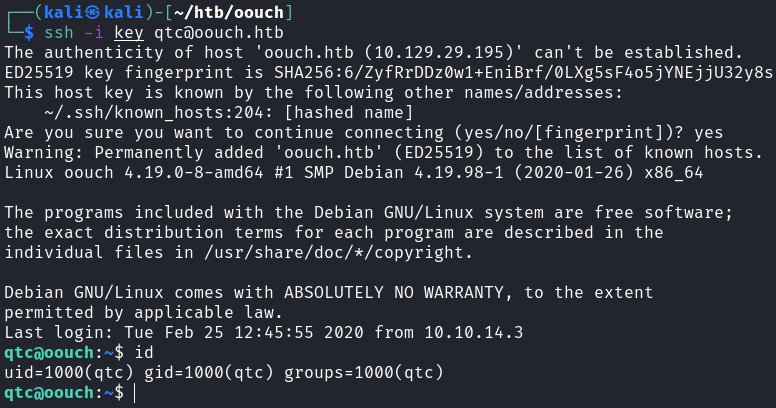 ┌──(kali㉿kali)-[~/htb/oouch]
└─$ ssh -i key qtc@oouch.htb
The authenticity of host 'oouch.htb (10.129.29.195)' can't be established.
ED25519 key fingerprint is SHA256:6/ZyfRrDDz0w1+EniBrf/0LXg5sF4o5jYNEjjU32y8s
This host key is known by the following other names/addresses:
    ~/.ssh/known_hosts:204: [hashed name]
Are you sure you want to continue connecting (yes/no/[fingerprint])? yes
Warning: Permanently added 'oouch.htb' (ED25519) to the list of known hosts.
Linux oouch 4.19.0-8-amd64 #1 SMP Debian 4.19.98-1 (2020-01-26) x86_64

The programs included with the Debian GNU/Linux system are free software;
the exact distribution terms for each program are described in the
individual files in /usr/share/doc/*/copyright.

Debian GNU/Linux comes with ABSOLUTELY NO WARRANTY, to the extent
permitted by applicable law.
Last login: Tue Feb 25 12:45:55 2020 from 10.10.14.3
qtc@oouch:~$ id
uid=1000(qtc) gid=1000(qtc) groups=1000(qtc)
qtc@oouch:~$